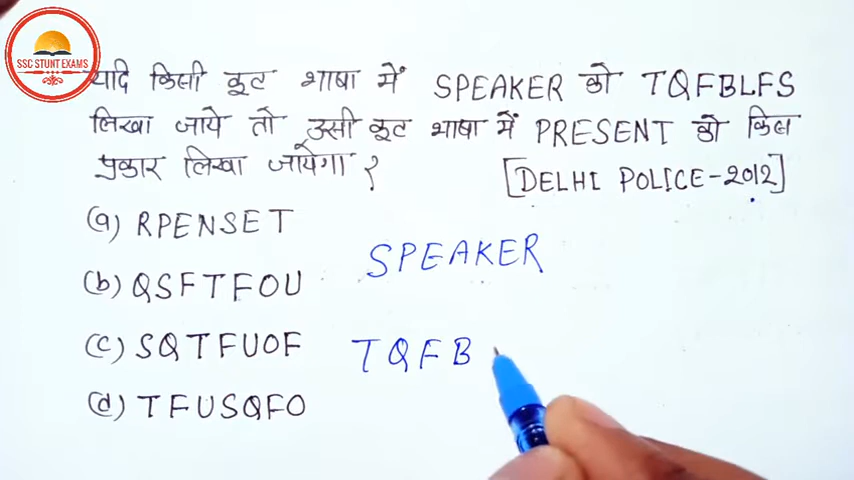 SSC STUNT EXAMS
यदि किसी कूट भाषा में SPEAKER को TQFBLFS
लिखा जाये तो उसी कूट भाषा में PRESENT को किस
प्रकार लिखा जायेगा ?
[DELHI POLICE-2012]
(a) RPENSET
(b) QSFTFOU
(c) SQTFUOF
(d) TFUSQFO
SPEAKER
TQFB